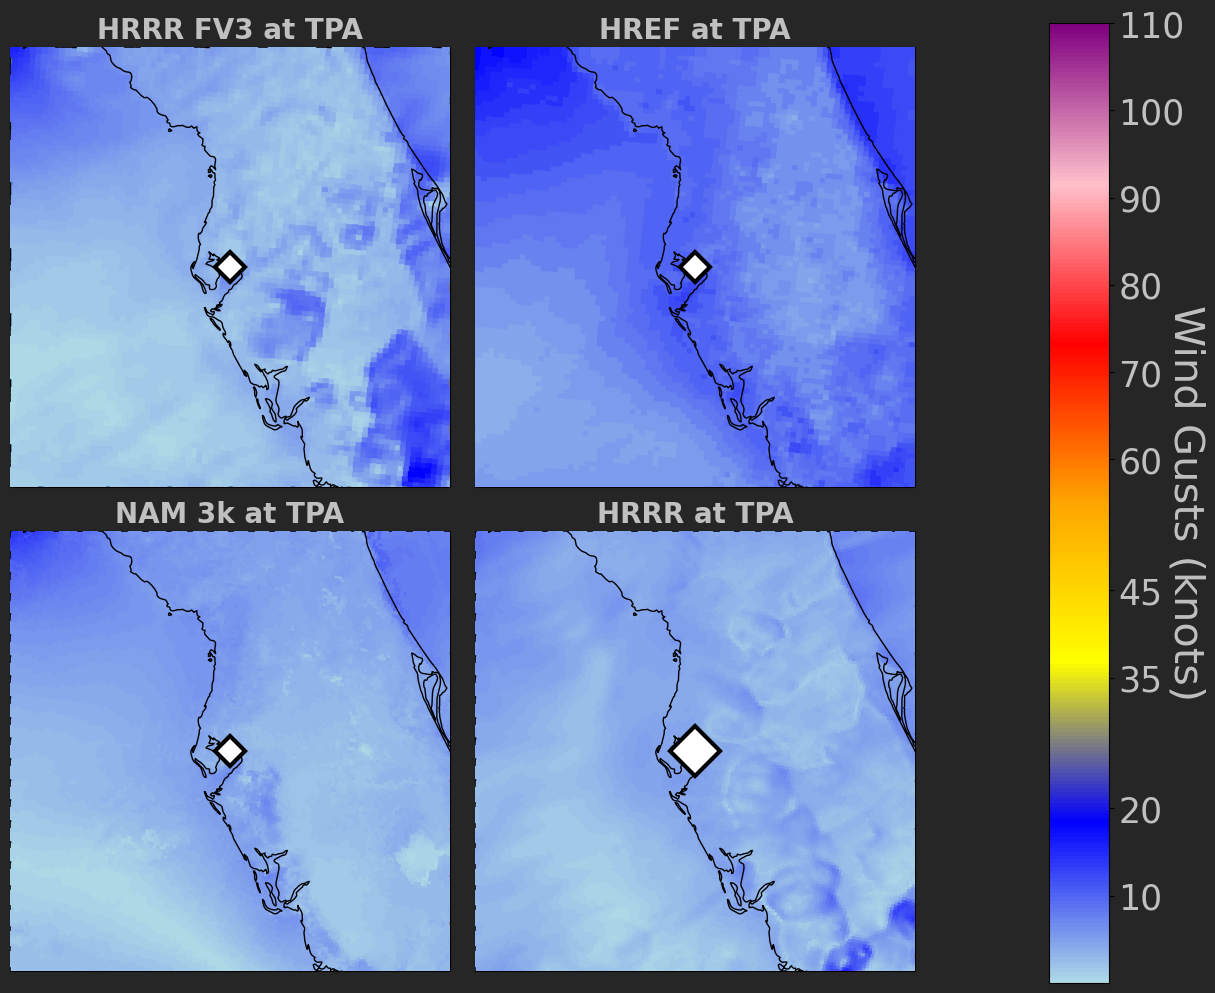 HRRR FV3 at TPA
HREF at TPA
NAM 3k at TPA
HRRR at TPA
110
100
90
80
70
60
45
35
20
10
Wind Gusts (knots)